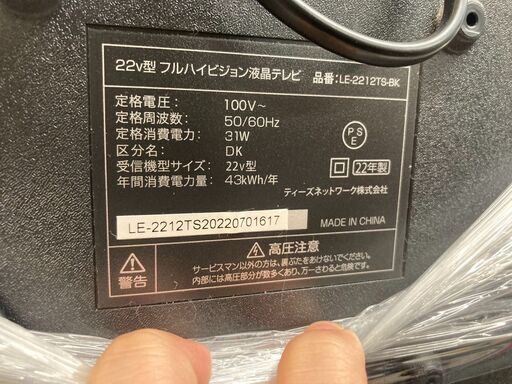 22v型 フルハイビジョン液晶テレビ 品番：LE-2212TS-BK
定格電圧： 100V～
定格周波数： 50/60Hz
定格消費電力： 31W
区分名： DK
受信機型サイズ： 22v型
年間消費電力量： 43kWh/年
PS
E
22年製
ティーズネットワーク株式会社
LE-2212TS20220701617
MADE IN CHINA
警告
高圧注意
サービスマン以外の方は、裏ぶたをあけないでください。
内部には高圧部分が数多くあり、万一さわると危険です。